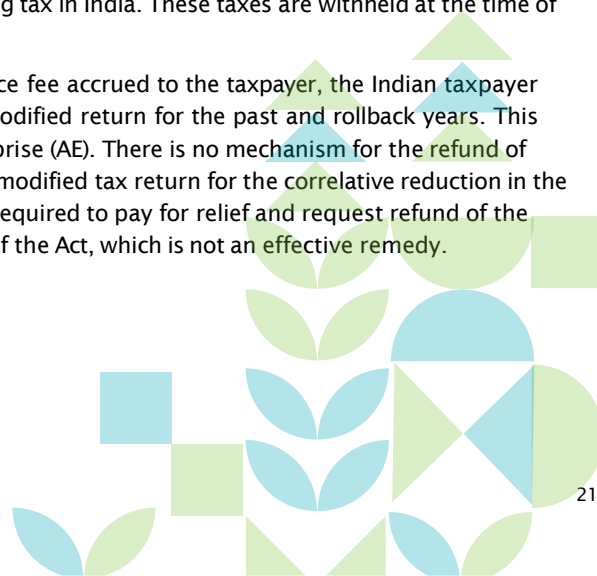 g tax in India. These taxes are withheld at the time of
ce fee accrued to the taxpayer, the Indian taxpayer
odified return for the past and rollback years. This
prise (AE). There is no mechanism for the refund of
modified tax return for the correlative reduction in the
equired to pay for relief and request refund of the
f the Act, which is not an effective remedy.
21